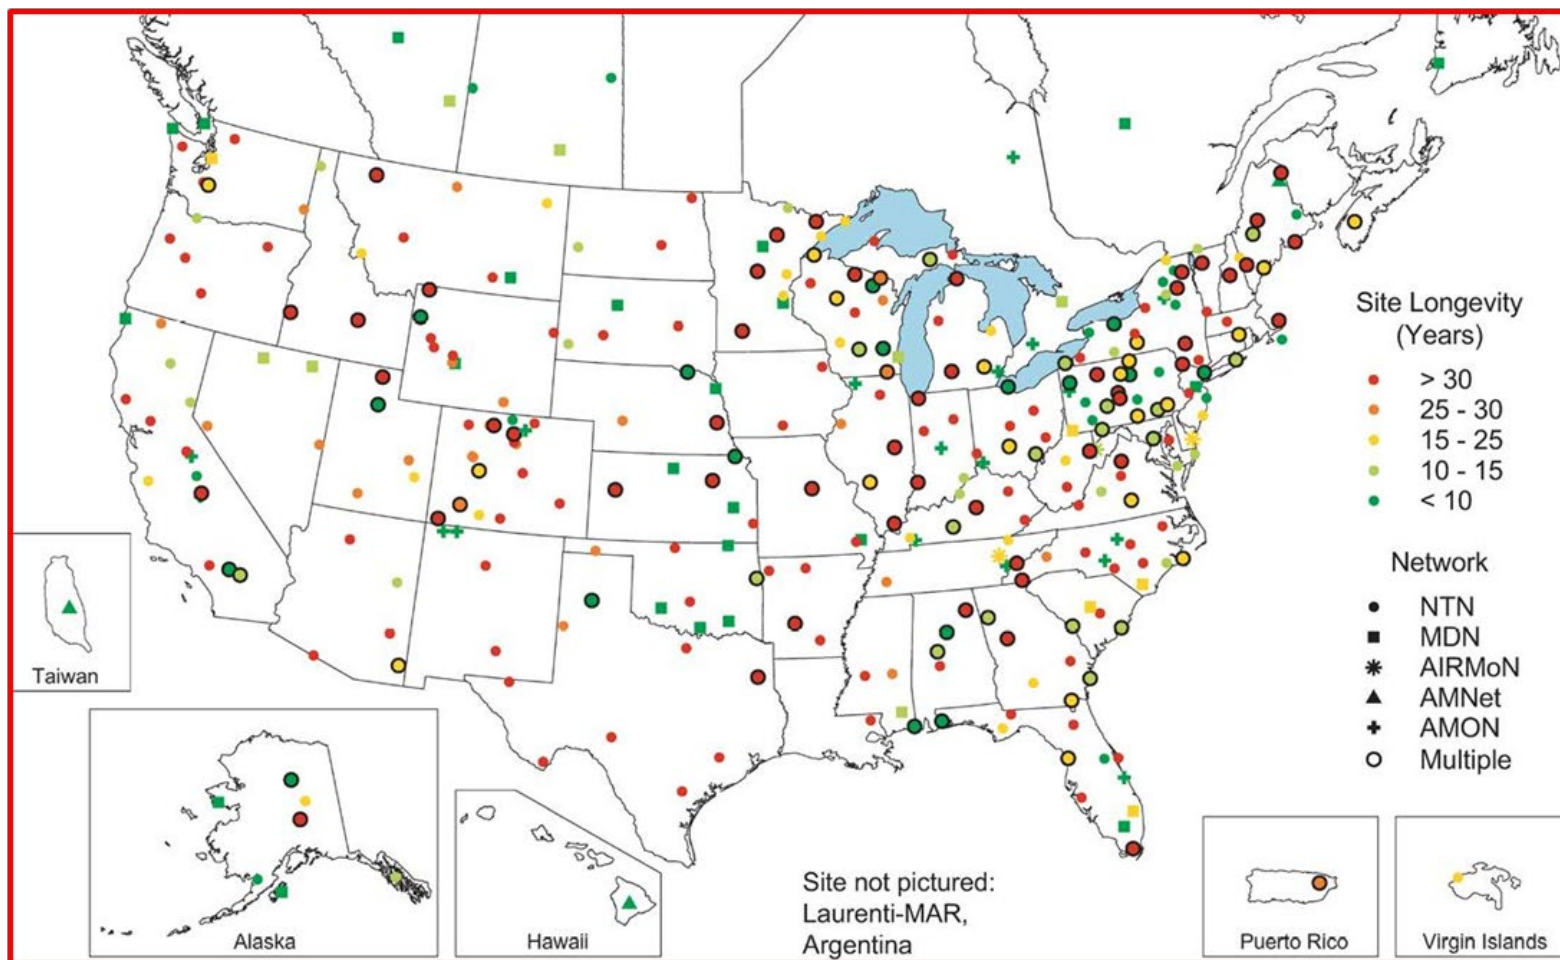 Site Longevity
(Years)
> 30
25 - 30
15 - 25
10 - 15
< 10
Network
NTN
MDN
AIRMoN
AMNet
AMON
Multiple
Taiwan
Alaska
Hawaii
Site not pictured:
Laurenti-MAR,
Argentina
Puerto Rico
Virgin Islands